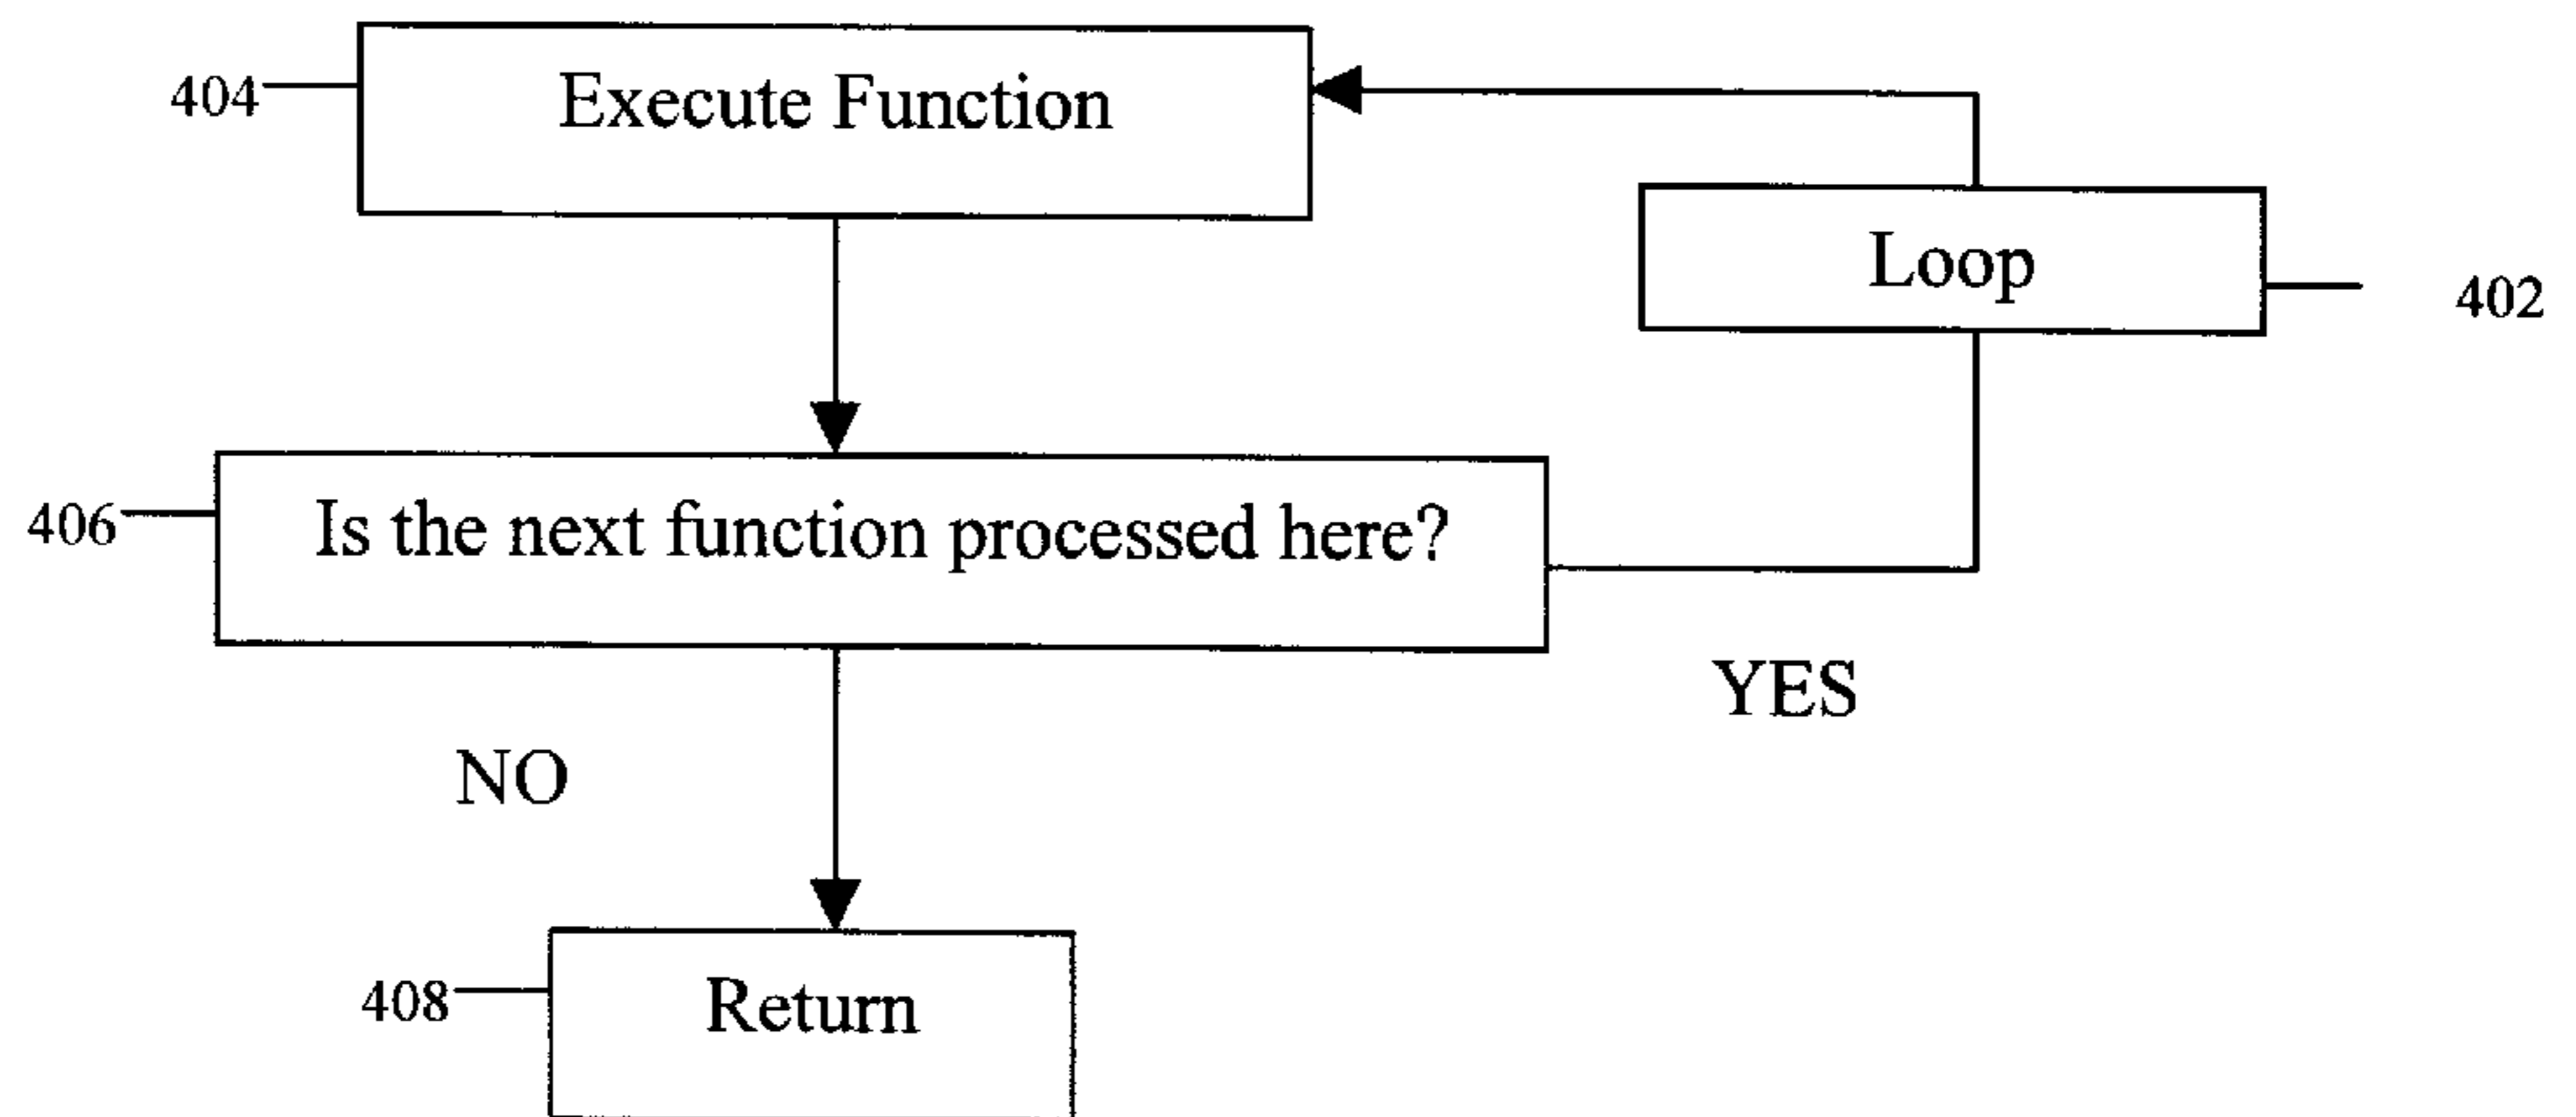 404
Execute Function
Loop
402
406
Is the next function processed here?
YES
NO
408
Return